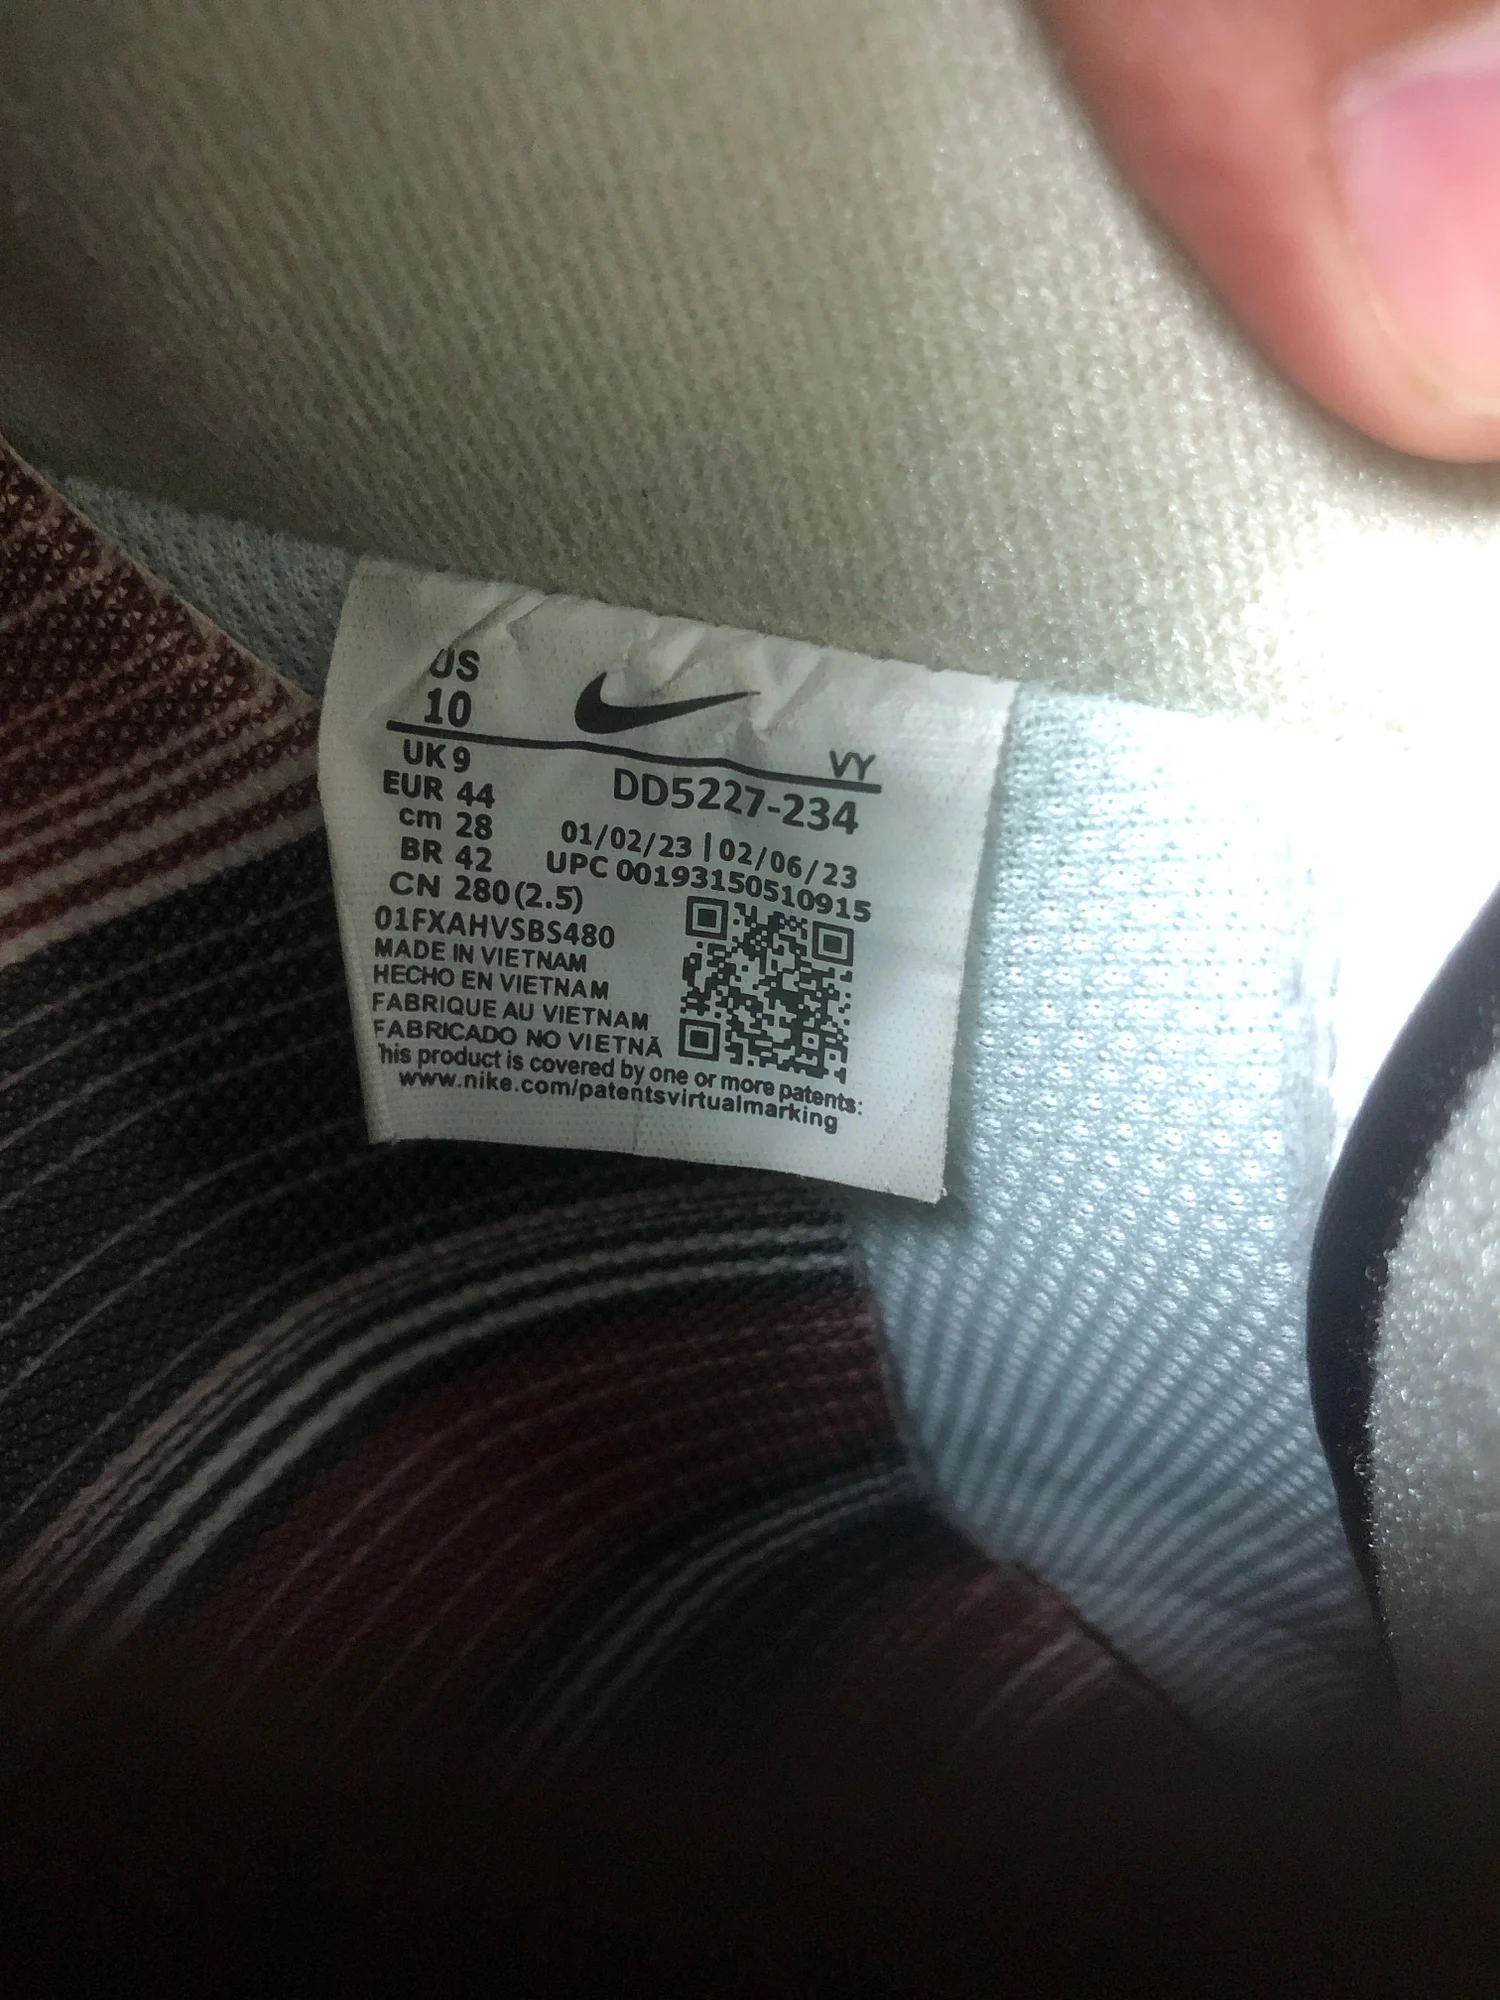 US
10
VY
UK 9
DD5227-234
EUR 44
cm 28
01/02/23 | 02/06/23
BR 42
UPC 00193150510915
CN 280 (2.5)
01FXAHVSBS480
MADE IN VIETNAM
HECHO EN VIETNAM
FABRIQUE AU VIETNAM
FABRICADO NO VIETNÃ
his product is covered by one or more patents:
www.nike.com/patentsvirtualmarking